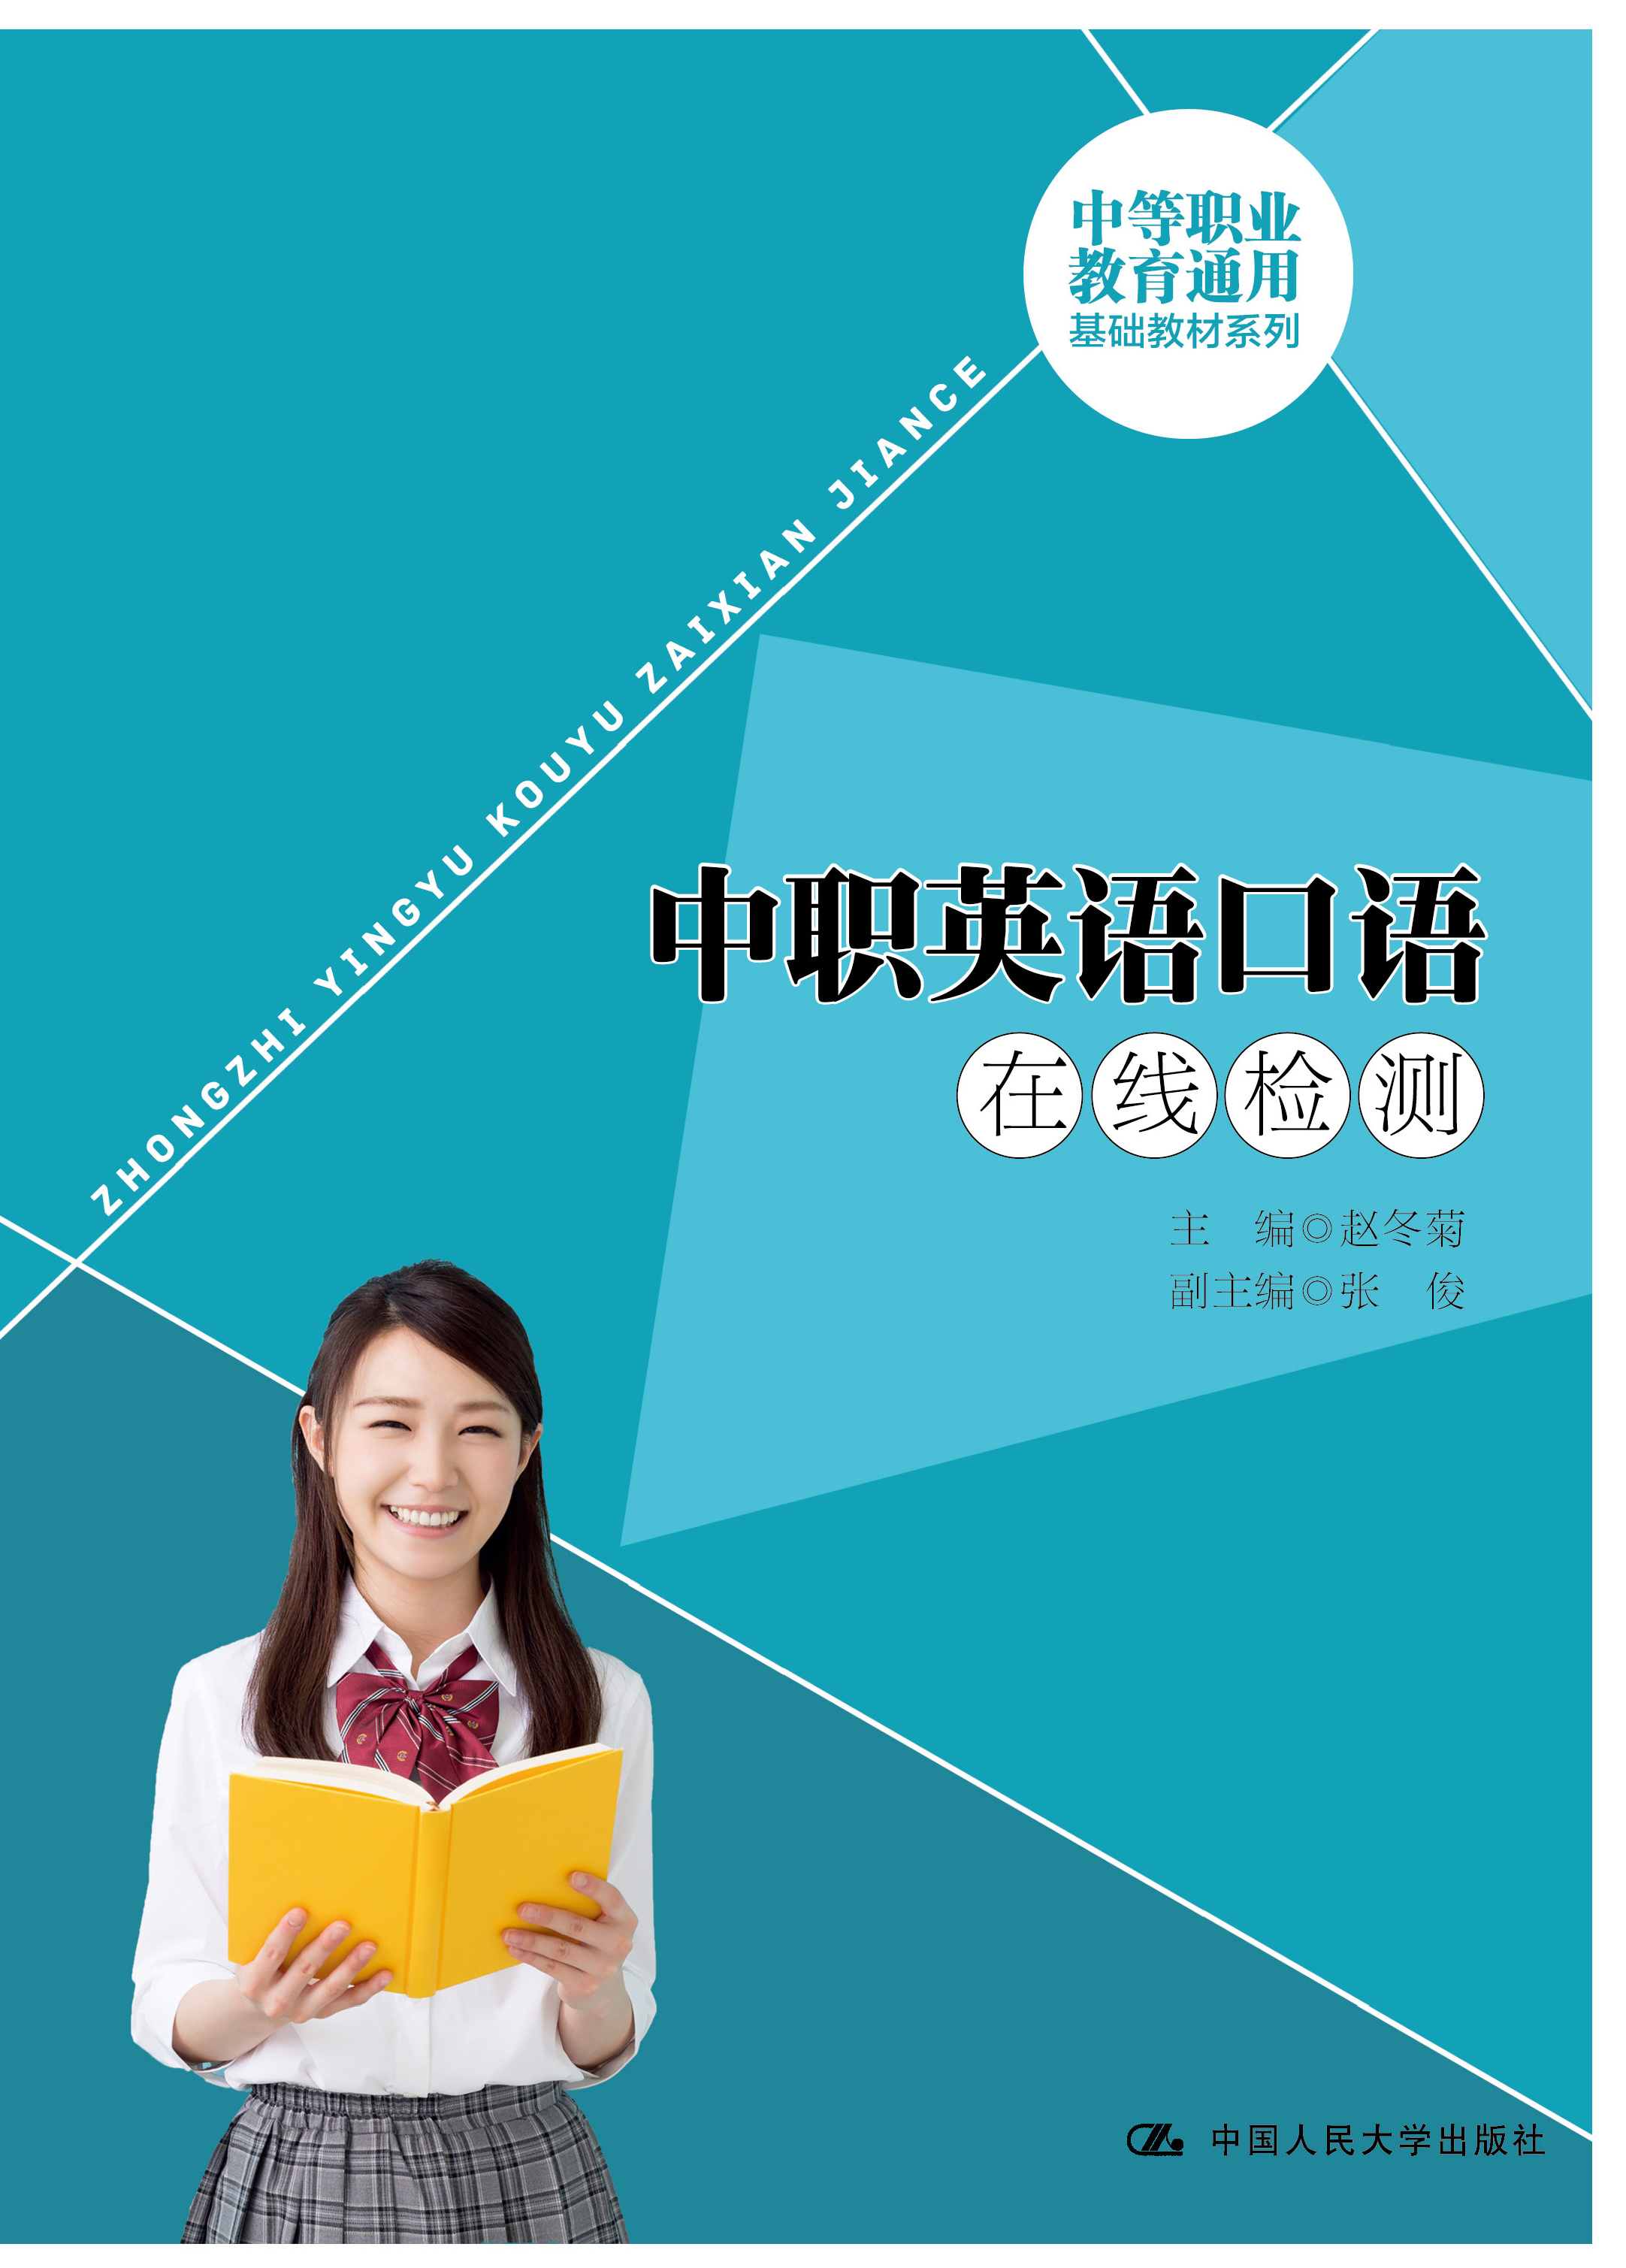 中等职业
教育通用
基础教材系列
ZHONGZHI YINGYU KOUYU ZAIXIAN JIANCE
中职英语口语
在线检测
主　编◎赵冬菊
副主编◎张　俊
中国人民大学出版社